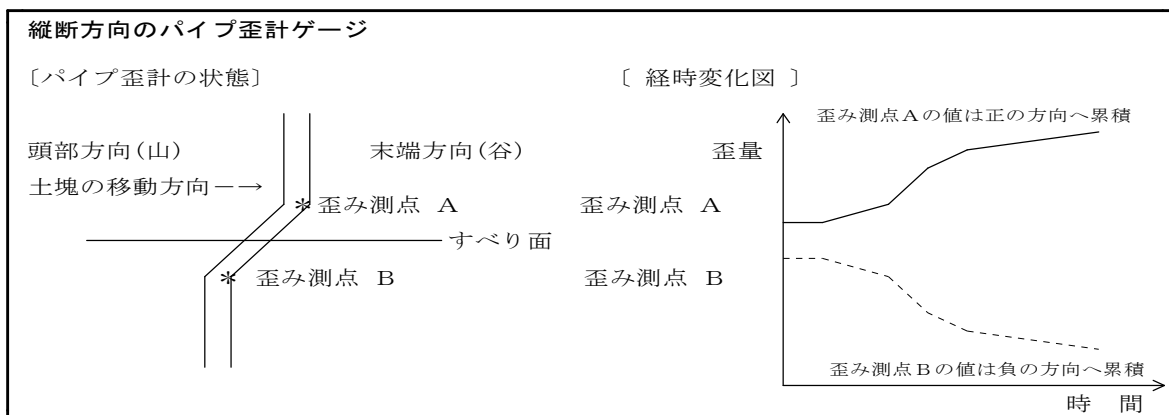 縦断方向のパイプ歪計ゲージ
〔パイプ歪計の状態〕
〔 経時変化図 〕
歪み測点Aの値は正の方向へ累積
頭部方向(山)
末端方向(谷)
歪量
土塊の移動方向－→
*歪み測点 A
歪み測点 A
すべり面
*歪み測点 B
歪み測点 B
歪み測点Bの値は負の方向へ累積
時 間